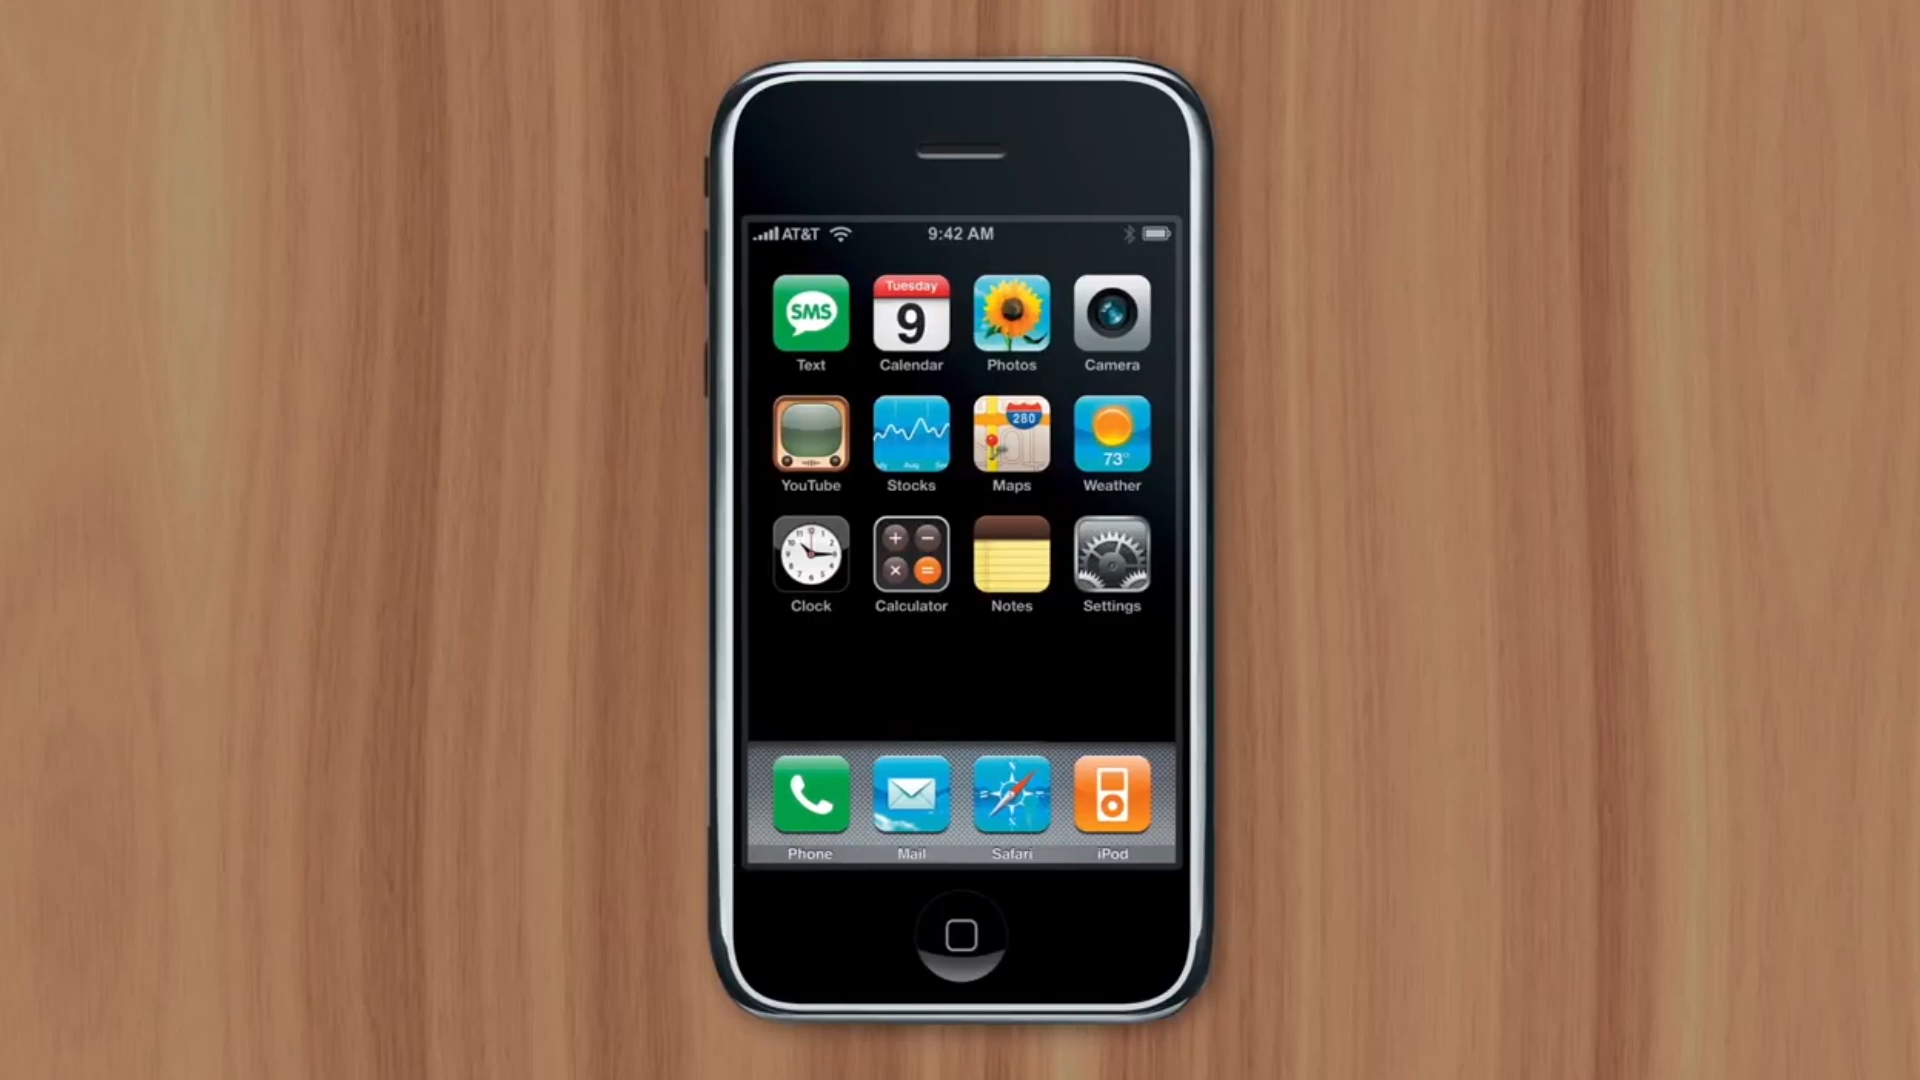 AT&T 9:42 AM
SMS Tuesday 9
Text Calendar Photos Camera
280
73°
YouTube Stocks Maps Weather
Clock Calculator Notes Settings
Phone Mail Safari iPod